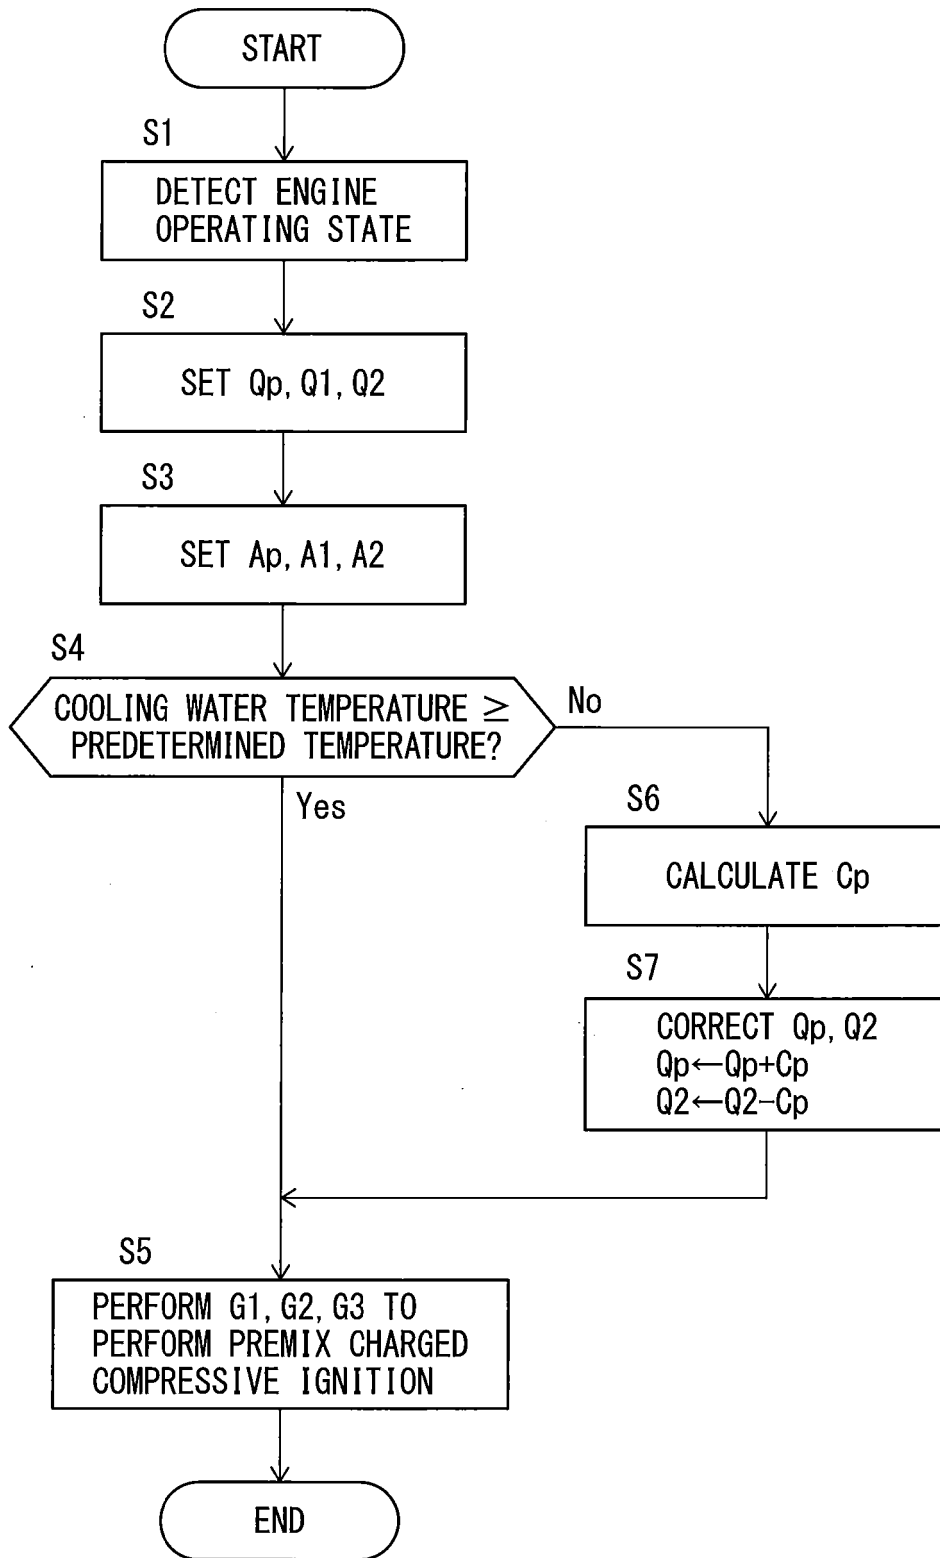 START
S1
DETECT ENGINE
OPERATING STATE
S2
SET Qp, Q1, Q2
S3
SET Ap, A1, A2
S4
COOLING WATER TEMPERATURE ≥
PREDETERMINED TEMPERATURE?
No
Yes
S6
CALCULATE Cp
S7
CORRECT Qp, Q2
Qp←Qp+Cp
Q2←Q2-Cp
S5
PERFORM G1, G2, G3 TO
PERFORM PREMIX CHARGED
COMPRESSIVE IGNITION
END